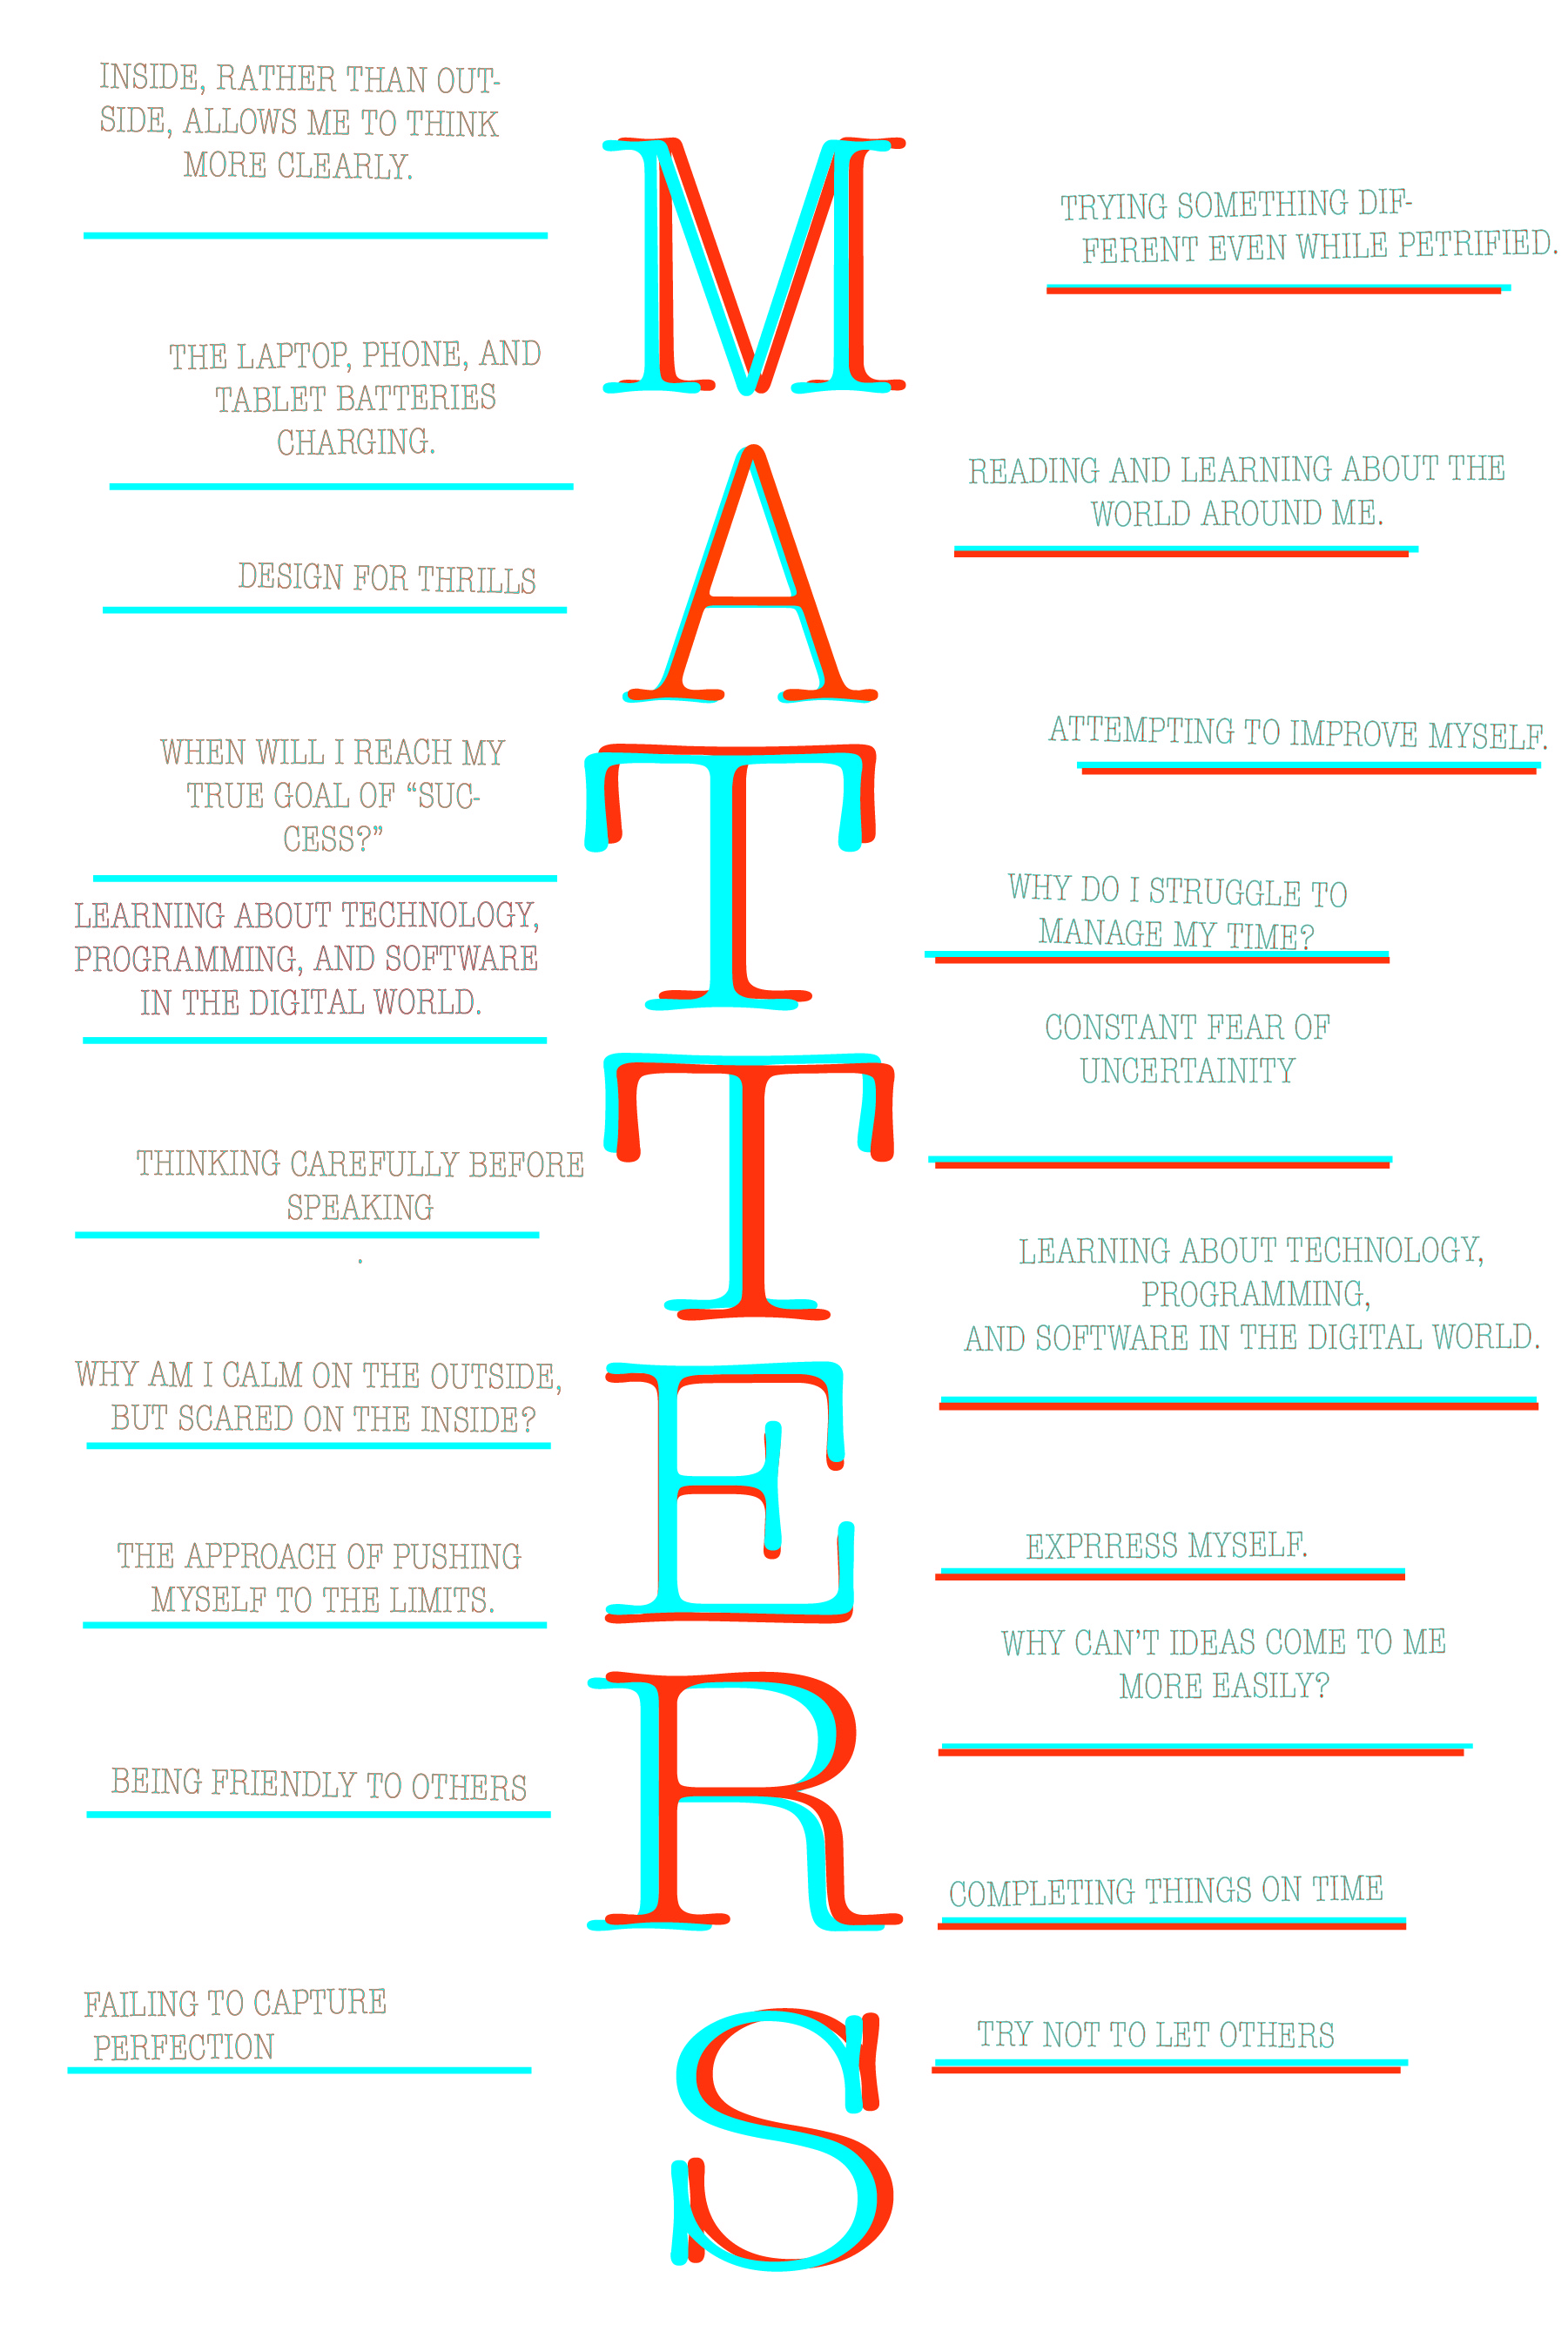 INSIDE, RATHER THAN OUT-
SIDE, ALLOWS ME TO THINK
MORE CLEARLY.
THE LAPTOP, PHONE, AND
TABLET BATTERIES
CHARGING.
DESIGN FOR THRILLS
WHEN WILL I REACH MY
TRUE GOAL OF “SUC-
CESS?”
LEARNING ABOUT TECHNOLOGY,
PROGRAMMING, AND SOFTWARE
IN THE DIGITAL WORLD.
THINKING CAREFULLY BEFORE
SPEAKING
.
WHY AM I CALM ON THE OUTSIDE,
BUT SCARED ON THE INSIDE?
THE APPROACH OF PUSHING
MYSELF TO THE LIMITS.
BEING FRIENDLY TO OTHERS
FAILING TO CAPTURE
PERFECTION
M
A
T
T
E
R
S
TRYING SOMETHING DIF-
FERENT EVEN WHILE PETRIFIED.
READING AND LEARNING ABOUT THE
WORLD AROUND ME.
ATTEMPTING TO IMPROVE MYSELF.
WHY DO I STRUGGLE TO
MANAGE MY TIME?
CONSTANT FEAR OF
UNCERTAINITY
LEARNING ABOUT TECHNOLOGY,
PROGRAMMING,
AND SOFTWARE IN THE DIGITAL WORLD.
EXPRRESS MYSELF.
WHY CAN’T IDEAS COME TO ME
MORE EASILY?
COMPLETING THINGS ON TIME
TRY NOT TO LET OTHERS